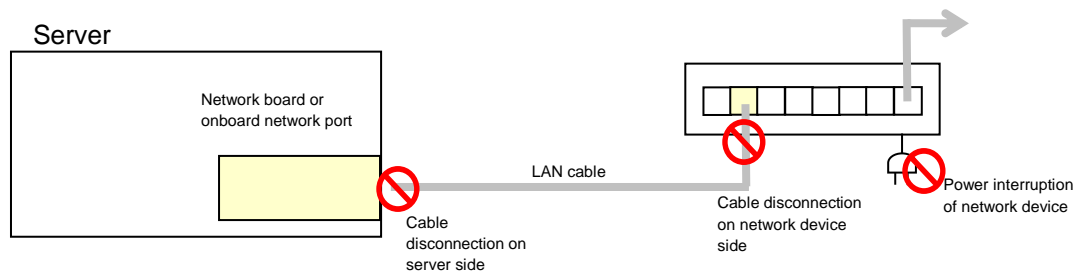 Server
Network board or
onboard network port
LAN cable
Cable
disconnection on
server side
Cable disconnection
on network device
side
Power interruption
of network device